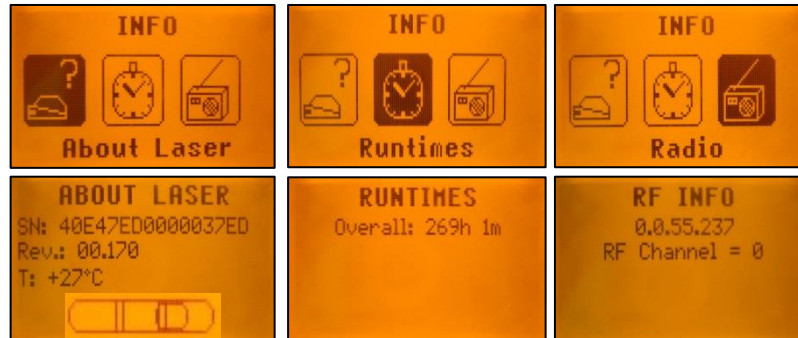 INFO
?
About Laser
INFO
?
Runtimes
INFO
?
Radio
ABOUT LASER
SN: 40E47ED0000037ED
Rev.: 00.170
T: +27°C
RUNTIMES
Overall: 269h 1m
RF INFO
0.0.55.237
RF Channel = 0